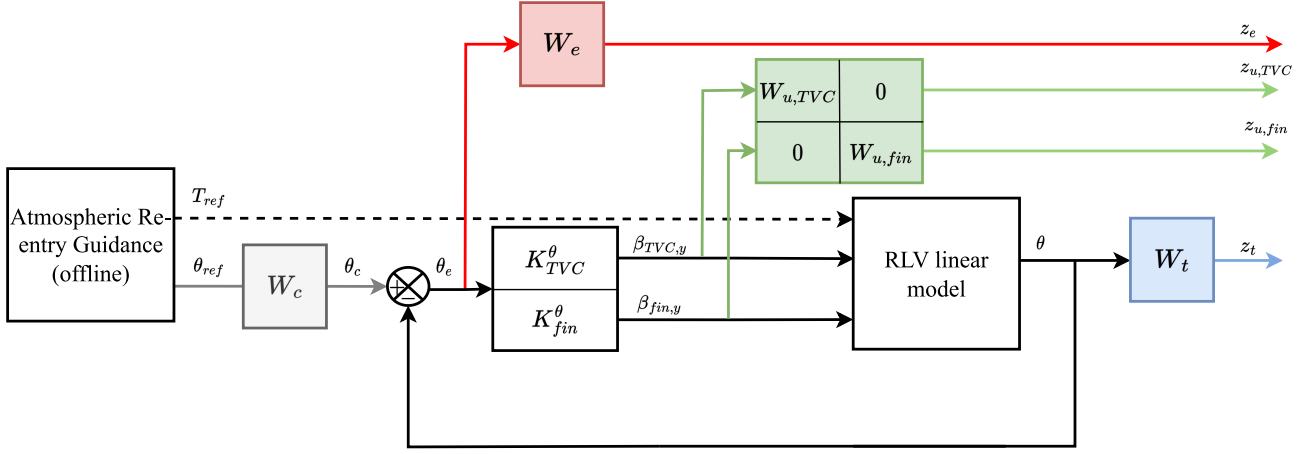 W_e
z_e
z_{u,TVC}
W_{u,TVC} 0
z_{u,fin}
0 W_{u,fin}
T_{ref}
Atmospheric Re-
entry Guidance
(offline)
θ_{ref}
W_c
θ_c
+
−
θ_e
K^θ_{TVC}
K^θ_{fin}
β_{TVC,y}
β_{fin,y}
RLV linear
model
θ
W_t
z_t